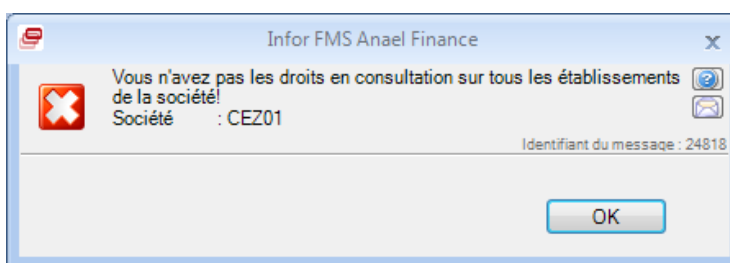 Infor FMS Anael Finance
Vous n'avez pas les droits en consultation sur tous les établissements
de la société!
Société : CEZ01
Identifiant du message : 24818
OK